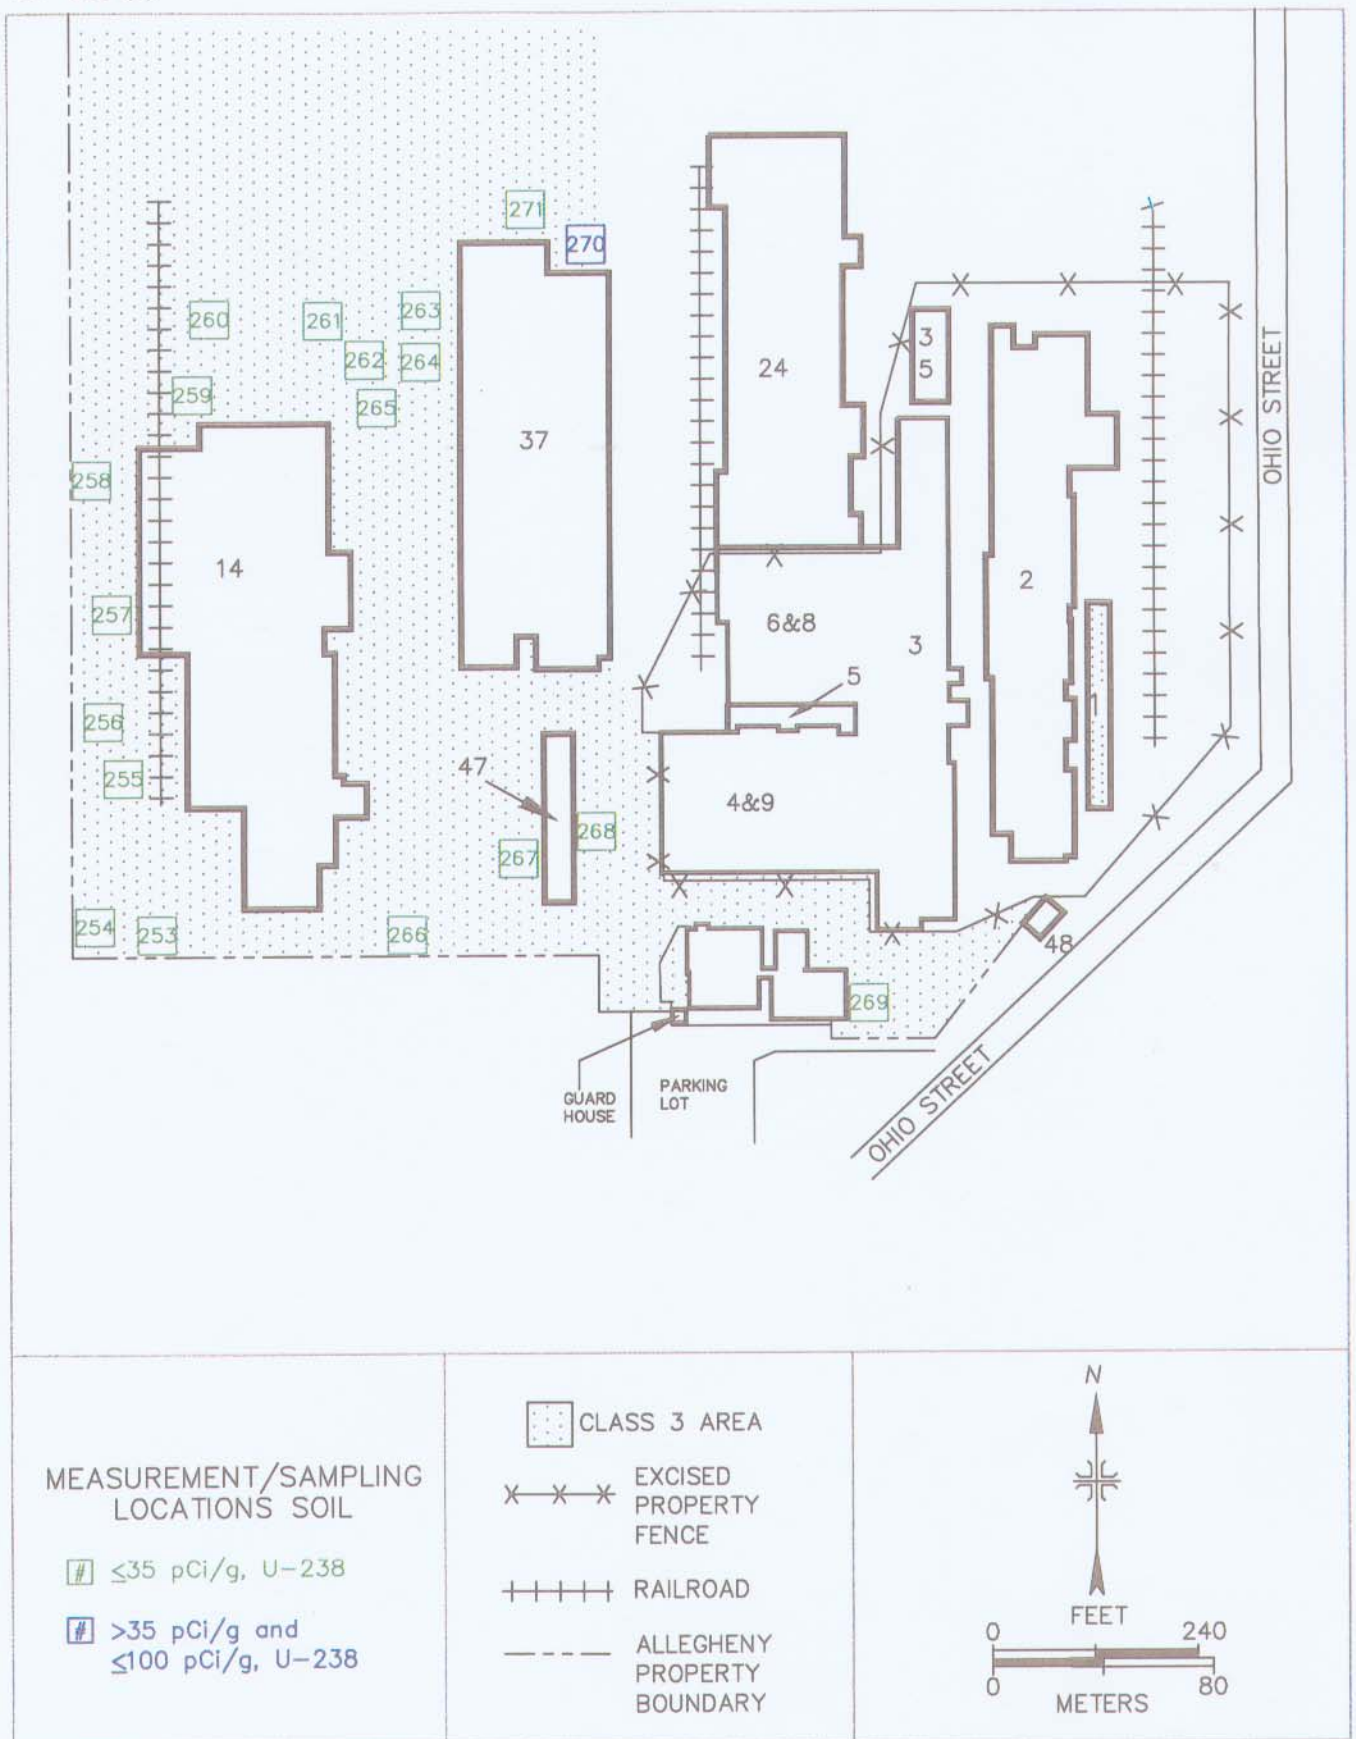 271
270
260
261
263
262
264
265
259
258
257
256
255
254
253
266
267
268
269
24
3
5
37
14
2
6&8
3
5
1
47
4&9
48
OHIO STREET
OHIO STREET
GUARD
HOUSE
PARKING
LOT
MEASUREMENT/SAMPLING
LOCATIONS SOIL
# ≤35 pCi/g, U-238
# >35 pCi/g and
≤100 pCi/g, U-238
CLASS 3 AREA
EXCISED
PROPERTY
FENCE
RAILROAD
ALLEGHENY
PROPERTY
BOUNDARY
N
FEET
0 240
0 80
METERS